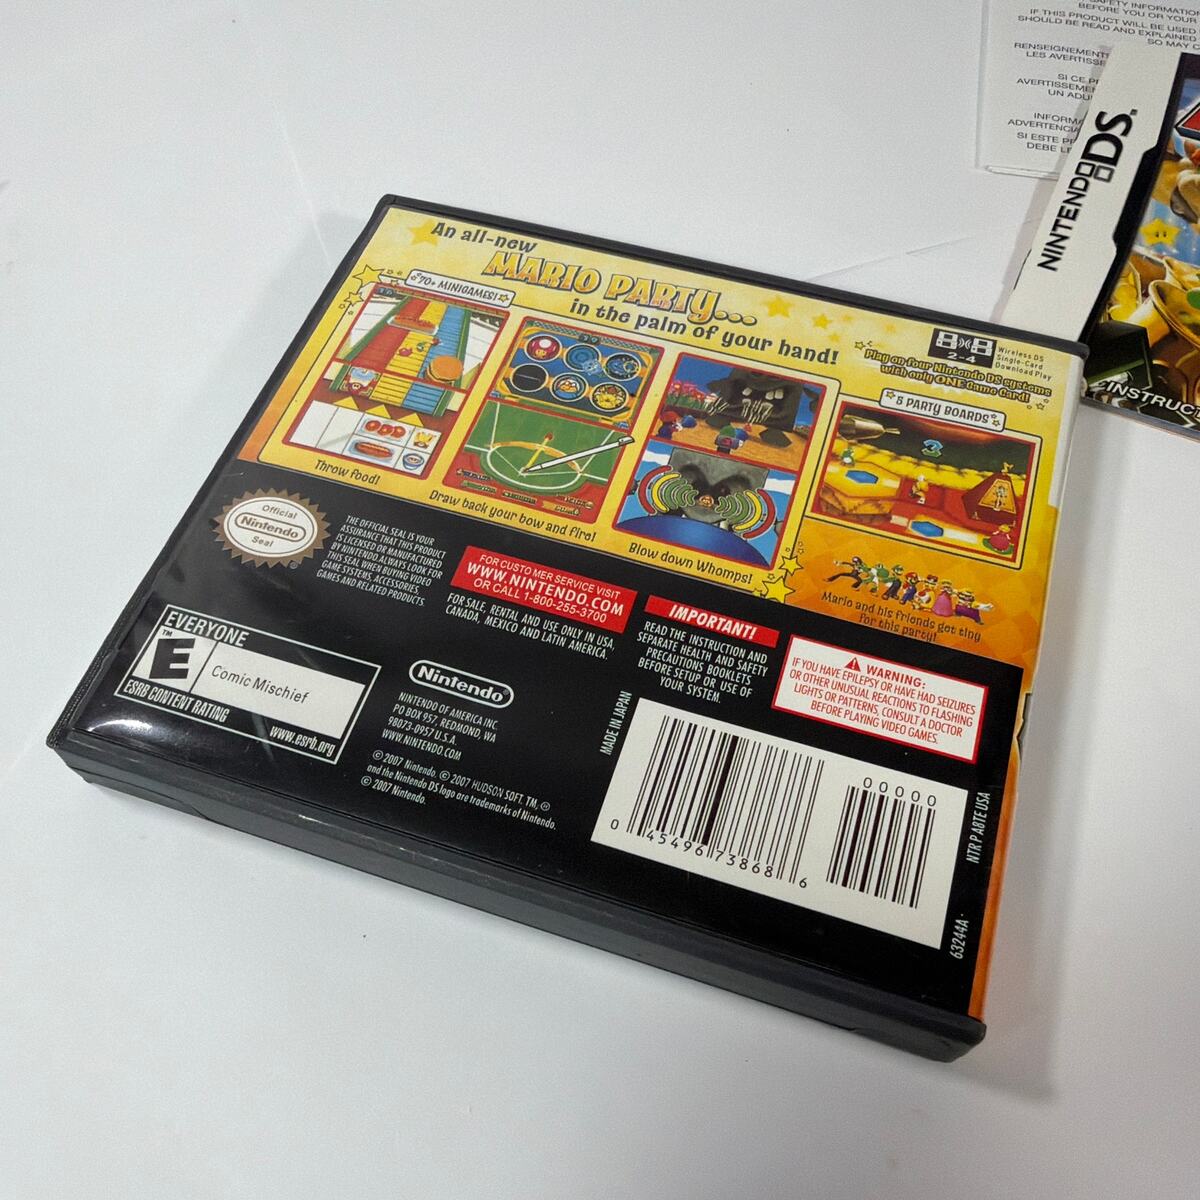 An all-new
MARIO PARTY...
in the palm of your hand!
70+ MINIGAMES!
Throw food!
Draw back your bow and fire!
Blow down Whomps!
2-4
Wireless DS
Single-Card
Download Play
Play on four Nintendo DS systems
with only ONE Game Card!
5 PARTY BOARDS
3
Mario and his friends got tiny
for this party!
Official
Nintendo
Seal
THE OFFICIAL SEAL IS YOUR
ASSURANCE THAT THIS PRODUCT
IS LICENSED OR MANUFACTURED
BY NINTENDO. ALWAYS LOOK FOR
THIS SEAL WHEN BUYING VIDEO
GAME SYSTEMS, ACCESSORIES,
GAMES AND RELATED PRODUCTS.
FOR CUSTOMER SERVICE VISIT
WWW.NINTENDO.COM
OR CALL 1-800-255-3700
FOR SALE, RENTAL AND USE ONLY IN USA,
CANADA, MEXICO AND LATIN AMERICA.
IMPORTANT!
READ THE INSTRUCTION AND
SEPARATE HEALTH AND SAFETY
PRECAUTIONS BOOKLETS
BEFORE SETUP OR USE OF
YOUR SYSTEM.
WARNING:
IF YOU HAVE EPILEPSY OR HAVE HAD SEIZURES
OR OTHER UNUSUAL REACTIONS TO FLASHING
LIGHTS OR PATTERNS, CONSULT A DOCTOR
BEFORE PLAYING VIDEO GAMES.
EVERYONE
E
TM
Comic Mischief
ESRB CONTENT RATING
www.esrb.org
Nintendo
NINTENDO OF AMERICA INC.
PO BOX 957, REDMOND, WA
98073-0957 U.S.A.
WWW.NINTENDO.COM
© 2007 Nintendo. © 2007 HUDSON SOFT. TM, ®
and the Nintendo DS logo are trademarks of Nintendo.
© 2007 Nintendo.
MADE IN JAPAN
0 45496 73868 6
00000
NTR P A8TE USA
63244A
SAFETY INFORMATION
BEFORE YOU OR YOUR
IF THIS PRODUCT WILL BE USED
SHOULD BE READ AND EXPLAINED
SO MAY C
RENSEIGNEMENT
LES AVERTISSE
SI CE P
AVERTISSEMEN
UN ADU
INFORMA
ADVERTENCIA
SI ESTE P
DEBE LE
NINTENDO DS
INSTRUC